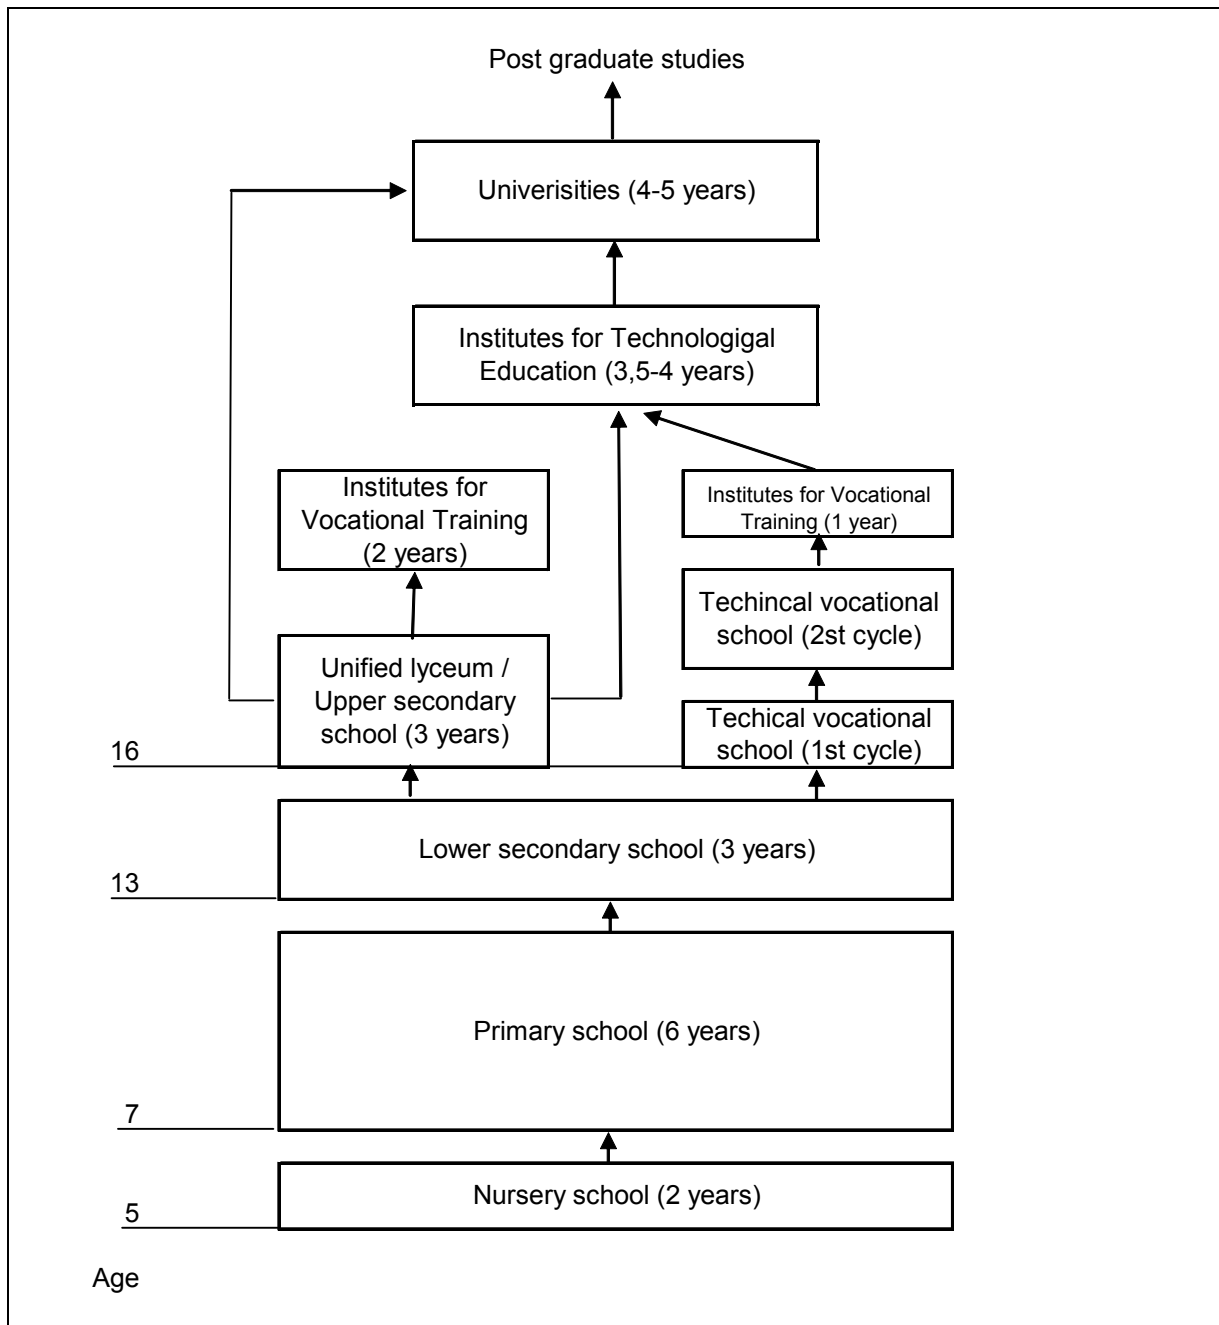 Post graduate studies
Univerisities (4-5 years)
Institutes for Technologigal
Education (3,5-4 years)
Institutes for
Vocational Training
(2 years)
Institutes for Vocational
Training (1 year)
Techincal vocational
school (2st cycle)
Unified lyceum /
Upper secondary
school (3 years)
Techical vocational
school (1st cycle)
16
Lower secondary school (3 years)
13
Primary school (6 years)
7
Nursery school (2 years)
5
Age